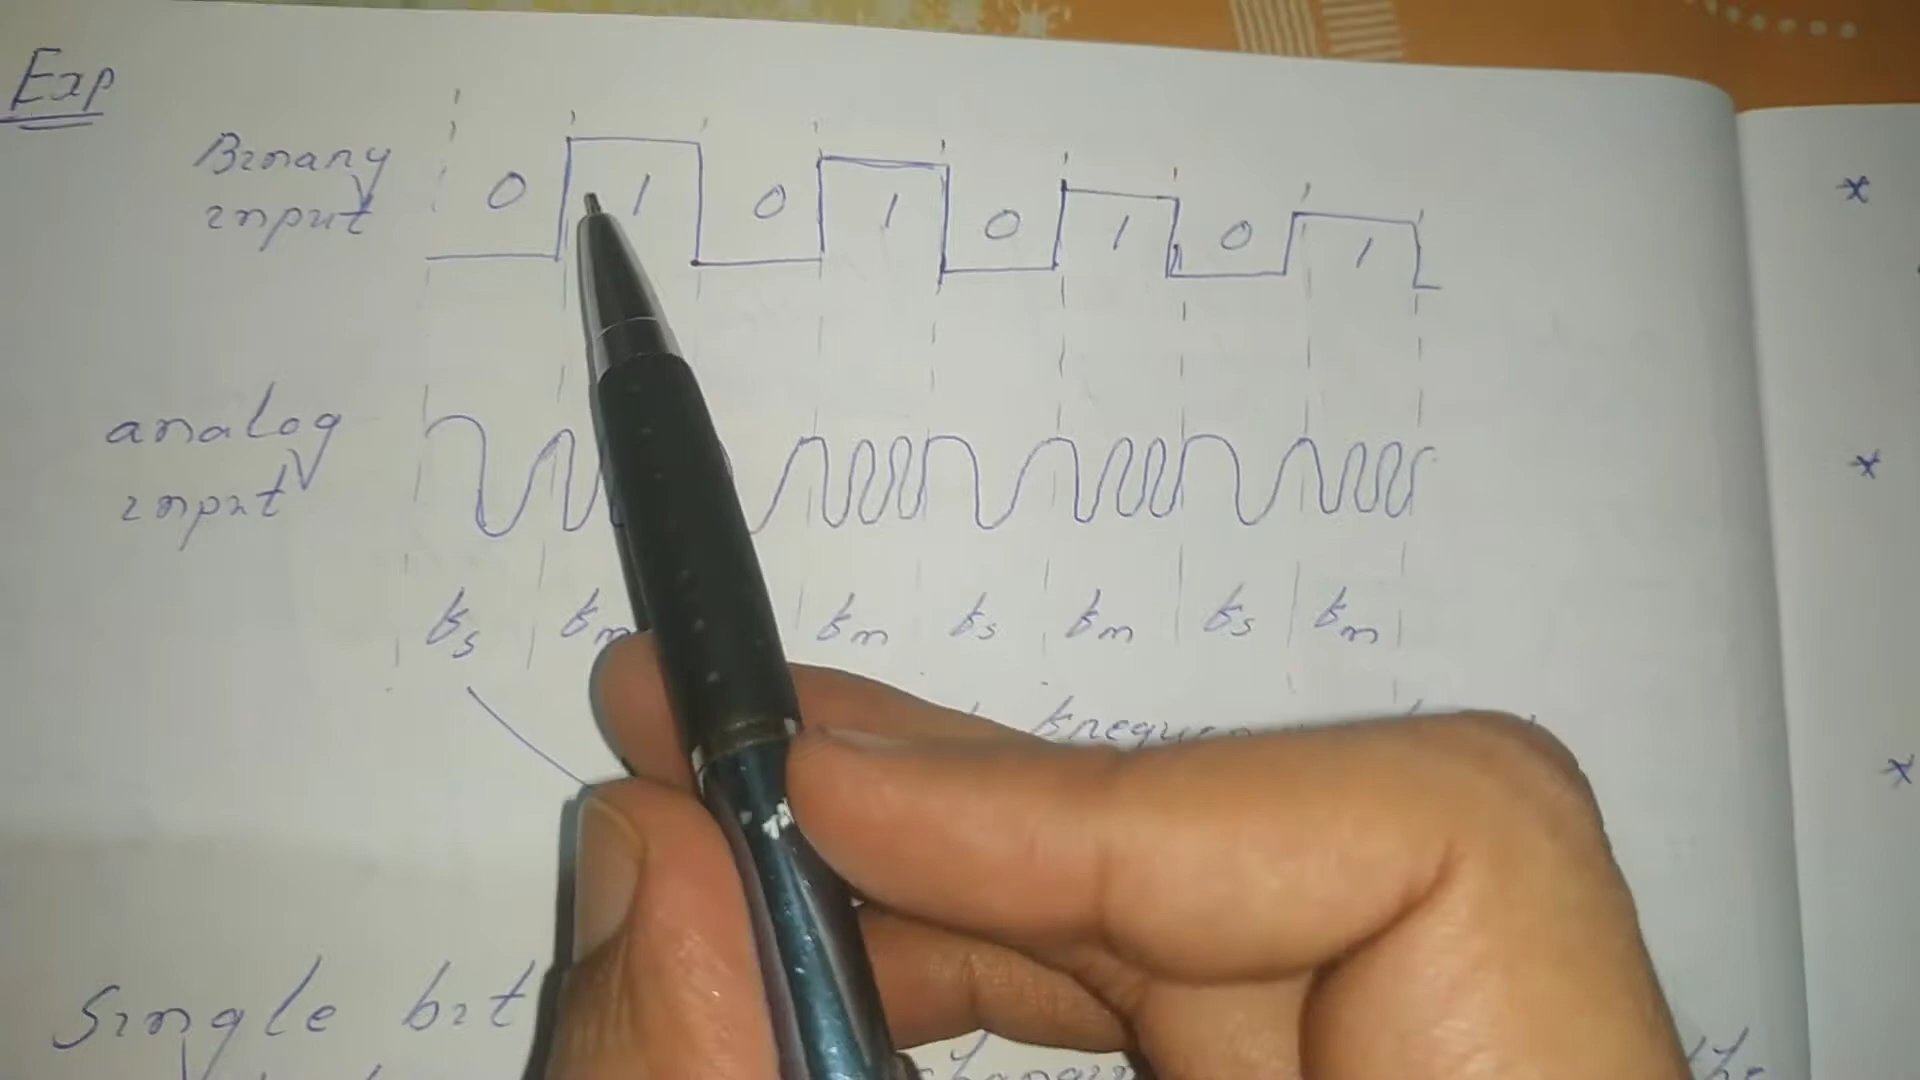 Exp
Binary
input
0 1 0 1 0 1 0 1
analog
input
fs fm fm fs fm fs fm
Single bit
*
*
*